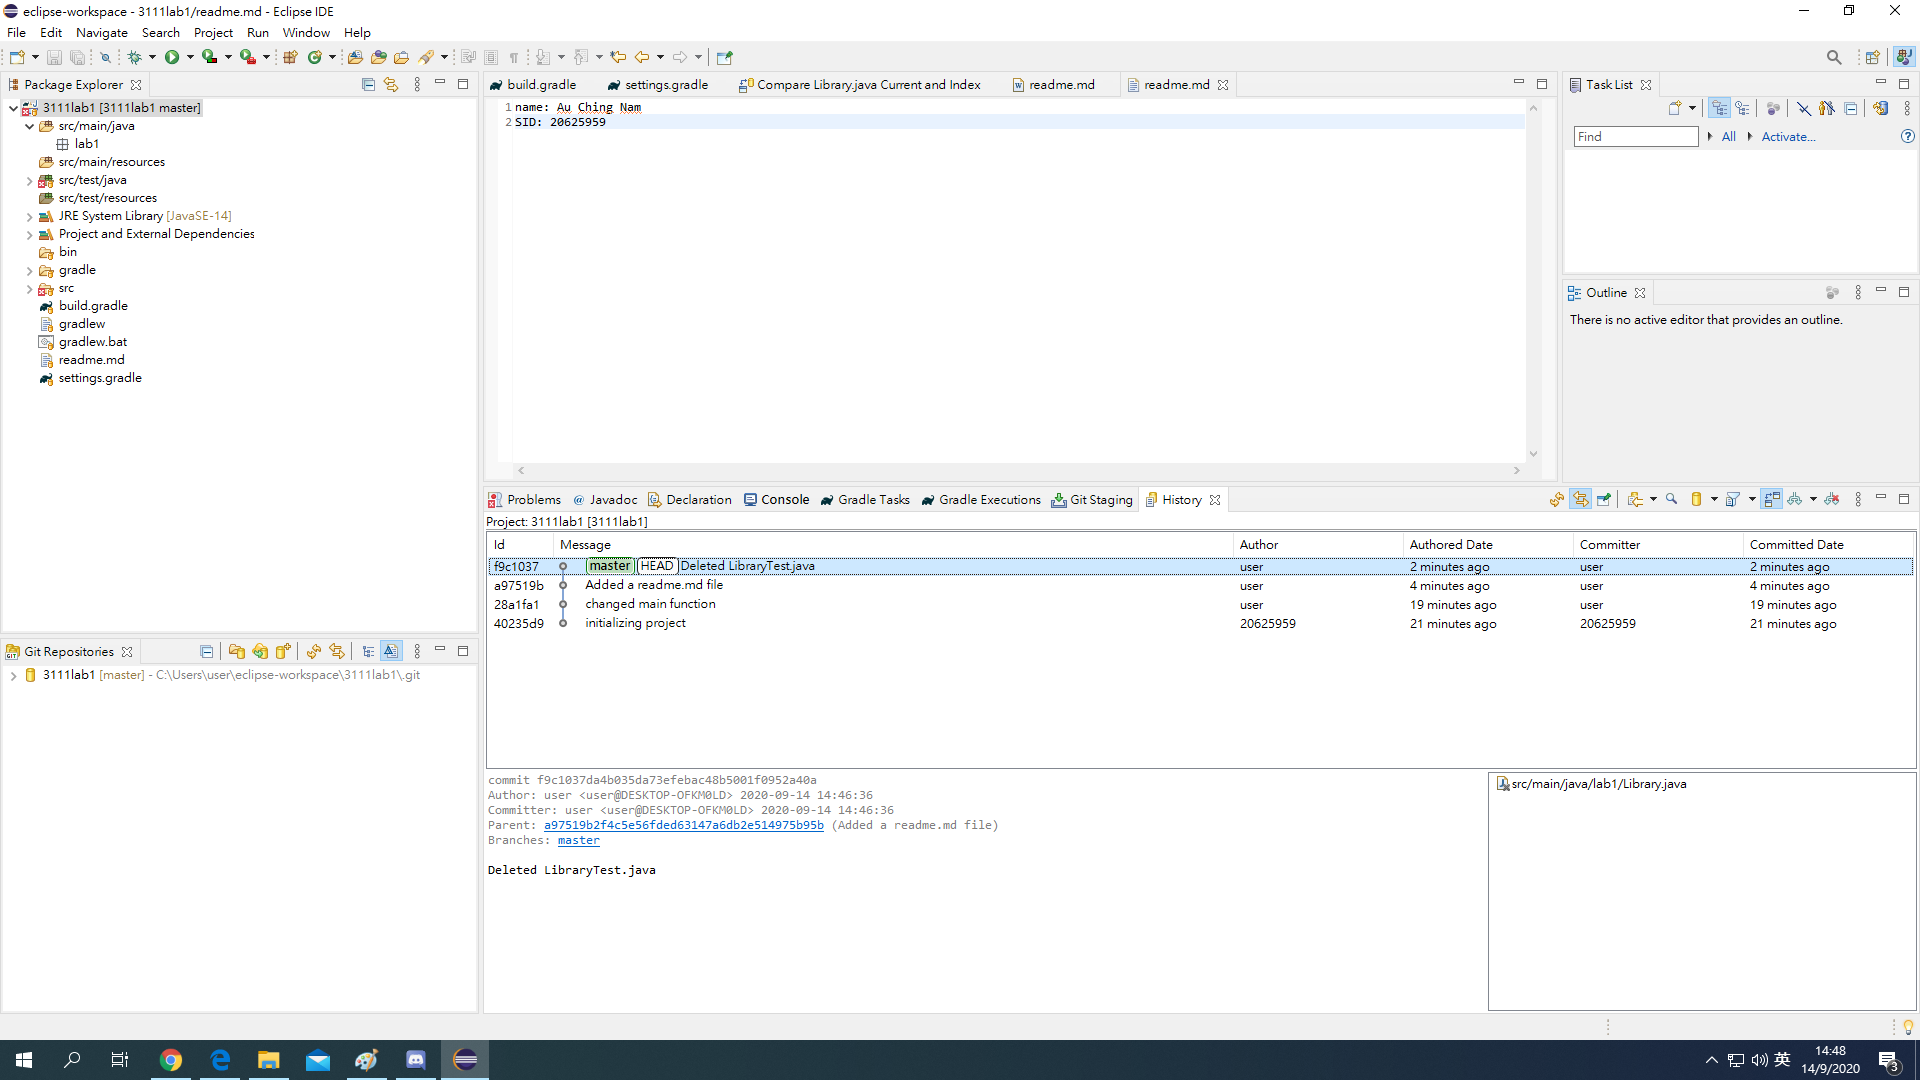 eclipse-workspace - 3111lab1/readme.md - Eclipse IDE
File Edit Navigate Search Project Run Window Help
Package Explorer
3111lab1 [3111lab1 master]
src/main/java
lab1
src/main/resources
src/test/java
src/test/resources
JRE System Library [JavaSE-14]
Project and External Dependencies
bin
gradle
src
build.gradle
gradlew
gradlew.bat
readme.md
settings.gradle
build.gradle settings.gradle Compare Library.java Current and Index readme.md readme.md
1 name: Au Ching Nam
2 SID: 20625959
Task List
Find All Activate...
Outline
There is no active editor that provides an outline.
Git Repositories
3111lab1 [master] - C:\Users\user\eclipse-workspace\3111lab1\.git
Problems @ Javadoc Declaration Console Gradle Tasks Gradle Executions Git Staging History
Project: 3111lab1 [3111lab1]
Id Message Author Authored Date Committer Committed Date
f9c1037 master HEAD Deleted LibraryTest.java user 2 minutes ago user 2 minutes ago
a97519b Added a readme.md file user 4 minutes ago user 4 minutes ago
28a1fa1 changed main function user 19 minutes ago user 19 minutes ago
40235d9 initializing project 20625959 21 minutes ago 20625959 21 minutes ago
commit f9c1037da4b035da73efebac48b5001f0952a40a
Author: user <user@DESKTOP-OFKM0LD> 2020-09-14 14:46:36
Committer: user <user@DESKTOP-OFKM0LD> 2020-09-14 14:46:36
Parent: a97519b2f4c5e56fded63147a6db2e514975b95b (Added a readme.md file)
Branches: master
Deleted LibraryTest.java
src/main/java/lab1/Library.java
英
14:48
14/9/2020
3